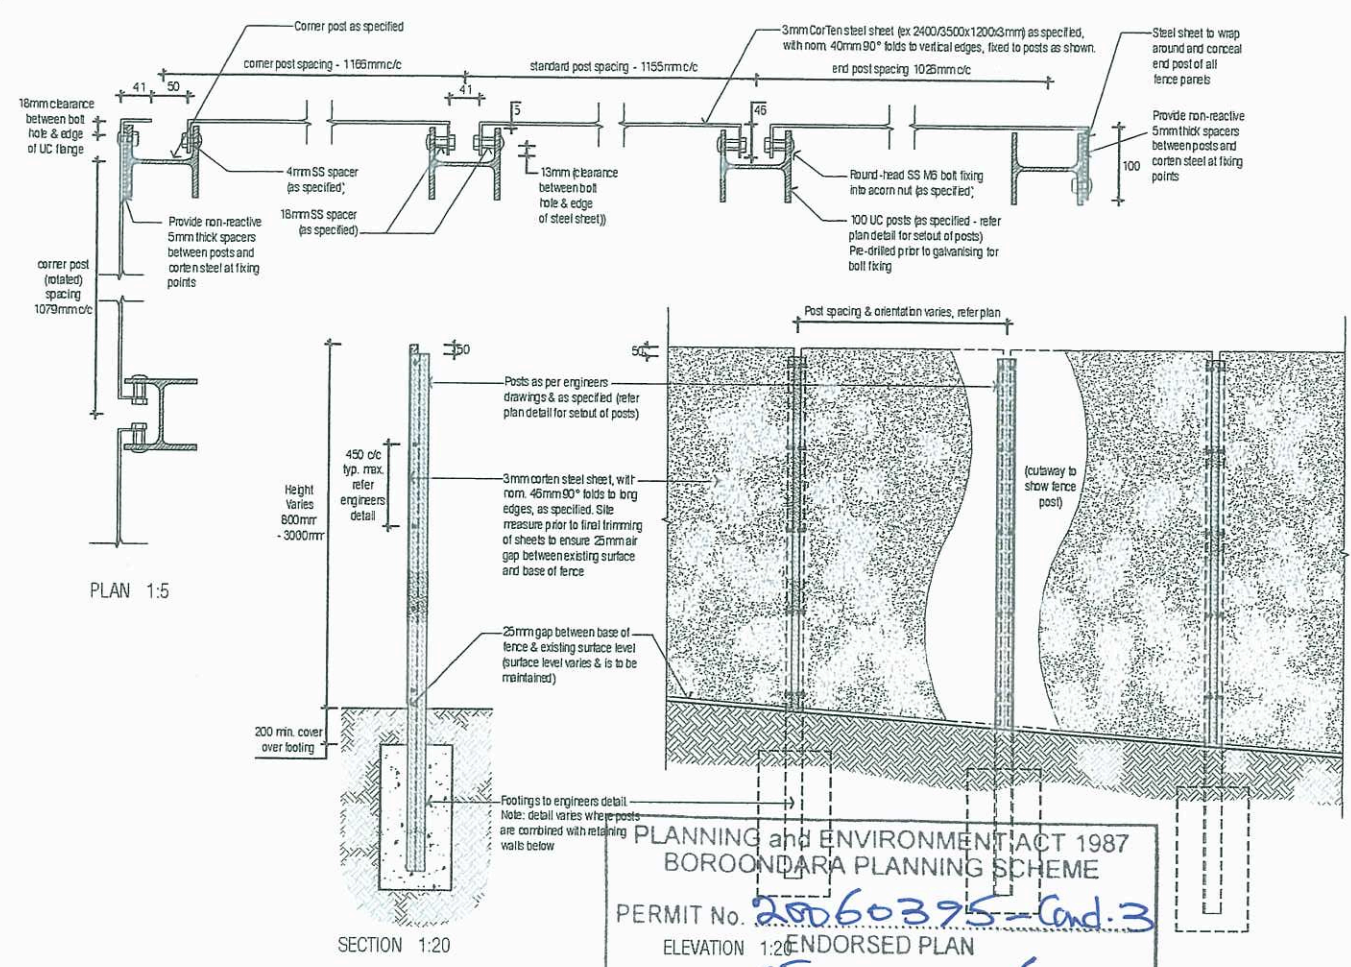 Corner post as specified
3mm CorTen steel sheet (ex 2400/3500x1200x3mm) as specified,
with nom. 40mm 90° folds to vertical edges, fixed to posts as shown.
Steel sheet to wrap
around and conceal
end post of all
fence panels
corner post spacing - 1166mm c/c
standard post spacing - 1155mm c/c
end post spacing 1026mm c/c
41
50
41
5
46
16mm clearance
between bolt
hole & edge
of UC flange
Provide non-reactive
5mm thick spacers
between posts and
corten steel at fixing
points
100
4mm SS spacer
(as specified)
16mm SS spacer
(as specified)
13mm (clearance
between bolt
hole & edge
of steel sheet))
Round-head SS M6 bolt fixing
into acorn nut (as specified)
100 UC posts (as specified - refer
plan detail for setout of posts)
Pre-drilled prior to galvanising for
bolt fixing
Provide non-reactive
5mm thick spacers
between posts and
corten steel at fixing
points
corner post
(rotated)
spacing
1079mm c/c
PLAN 1:5
Post spacing & orientation varies, refer plan
50
50
Posts as per engineers
drawings & as specified (refer
plan detail for setout of posts)
450 c/c
typ. max.
refer
engineers
detail
Height
Varies
800mm
- 3000mm
3mm corten steel sheet, with
nom. 46mm 90° folds to long
edges, as specified. Site
measure prior to final trimming
of sheets to ensure 25mm air
gap between existing surface
and base of fence
(cutaway to
show fence
post)
25mm gap between base of
fence & existing surface level
(surface level varies & is to be
maintained)
200 min. cover
over footing
Footings to engineers detail.
Note: detail varies where posts
are combined with retaining
walls below
SECTION 1:20
PLANNING and ENVIRONMENT ACT 1987
BOROONDARA PLANNING SCHEME
PERMIT No. 20060395 - Cond. 3
ELEVATION 1:20
ENDORSED PLAN